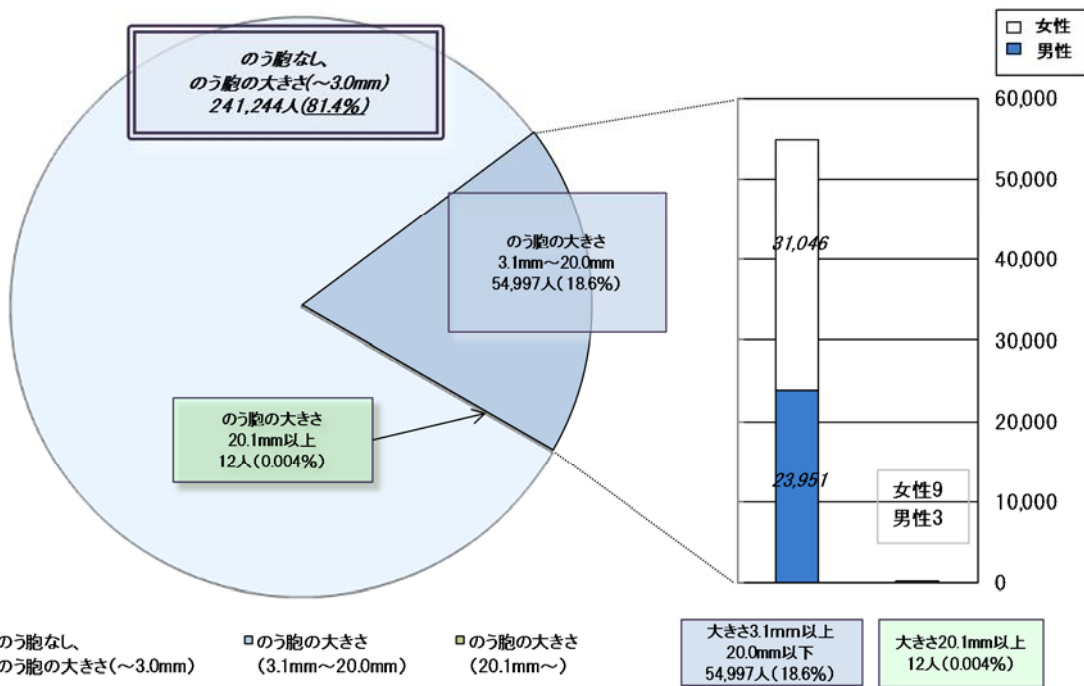 のう胞なし、
のう胞の大きさ(～3.0mm)
241,244人(81.4%)
のう胞の大きさ
3.1mm～20.0mm
54,997人(18.6%)
のう胞の大きさ
20.1mm以上
12人(0.004%)
女性
男性
60,000
50,000
40,000
30,000
20,000
10,000
0
31,046
23,951
女性9
男性3
のう胞なし、
のう胞の大きさ(～3.0mm)
のう胞の大きさ
(3.1mm～20.0mm)
のう胞の大きさ
(20.1mm～)
大きさ3.1mm以上
20.0mm以下
54,997人(18.6%)
大きさ20.1mm以上
12人(0.004%)